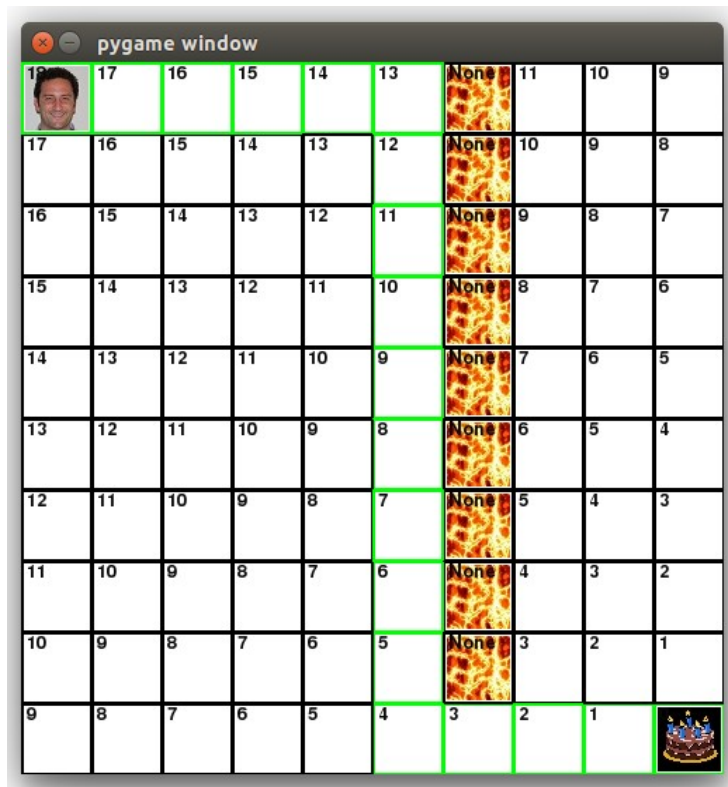 pygame window
18 17 16 15 14 13 None 11 10 9
17 16 15 14 13 12 None 10 9 8
16 15 14 13 12 11 None 9 8 7
15 14 13 12 11 10 None 8 7 6
14 13 12 11 10 9 None 7 6 5
13 12 11 10 9 8 None 6 5 4
12 11 10 9 8 7 None 5 4 3
11 10 9 8 7 6 None 4 3 2
10 9 8 7 6 5 None 3 2 1
9 8 7 6 5 4 3 2 1